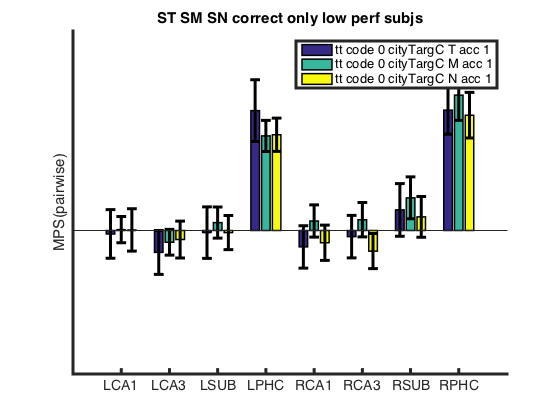 ST SM SN correct only low perf subjs
tt code 0 cityTargC T acc 1
tt code 0 cityTargC M acc 1
tt code 0 cityTargC N acc 1
MPS(pairwise)
LCA1 LCA3 LSUB LPHC RCA1 RCA3 RSUB RPHC